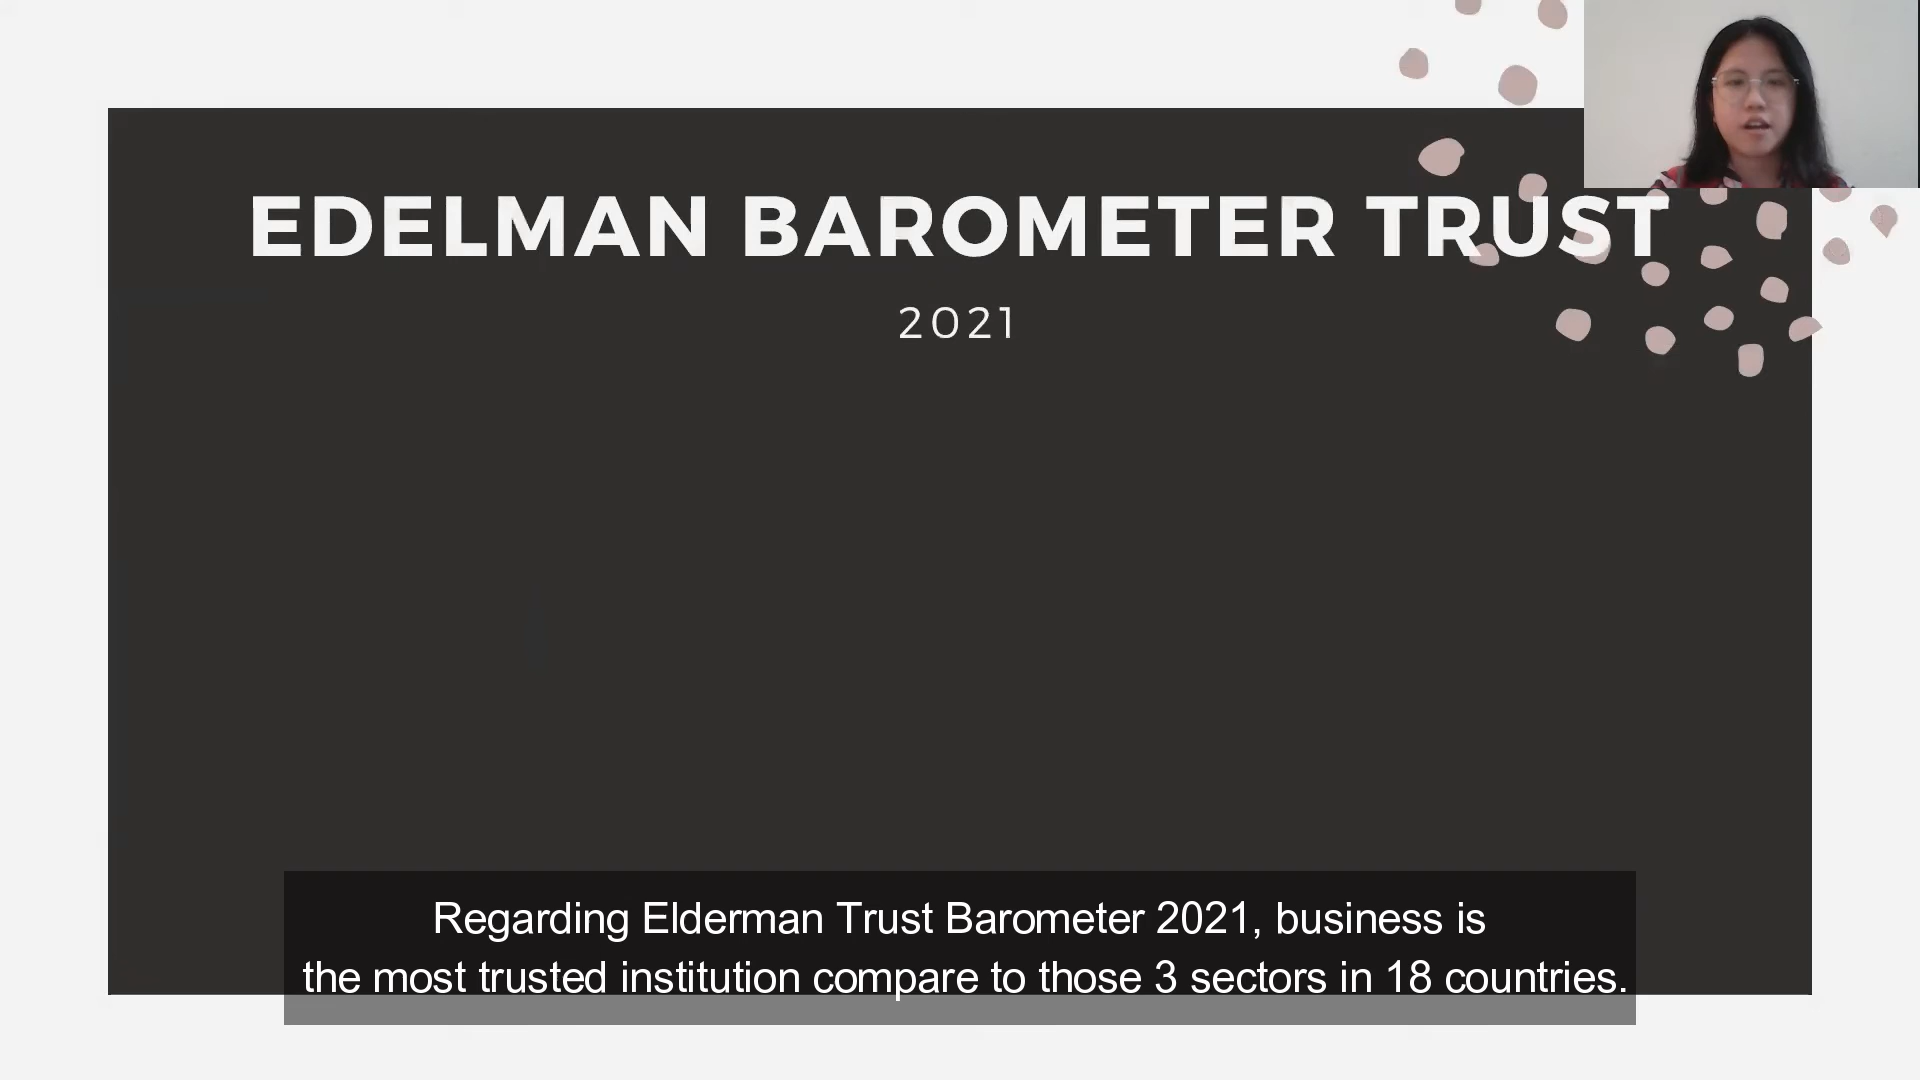 EDELMAN BAROMETER TRUST
2021
Regarding Elderman Trust Barometer 2021, business is
the most trusted institution compare to those 3 sectors in 18 countries.